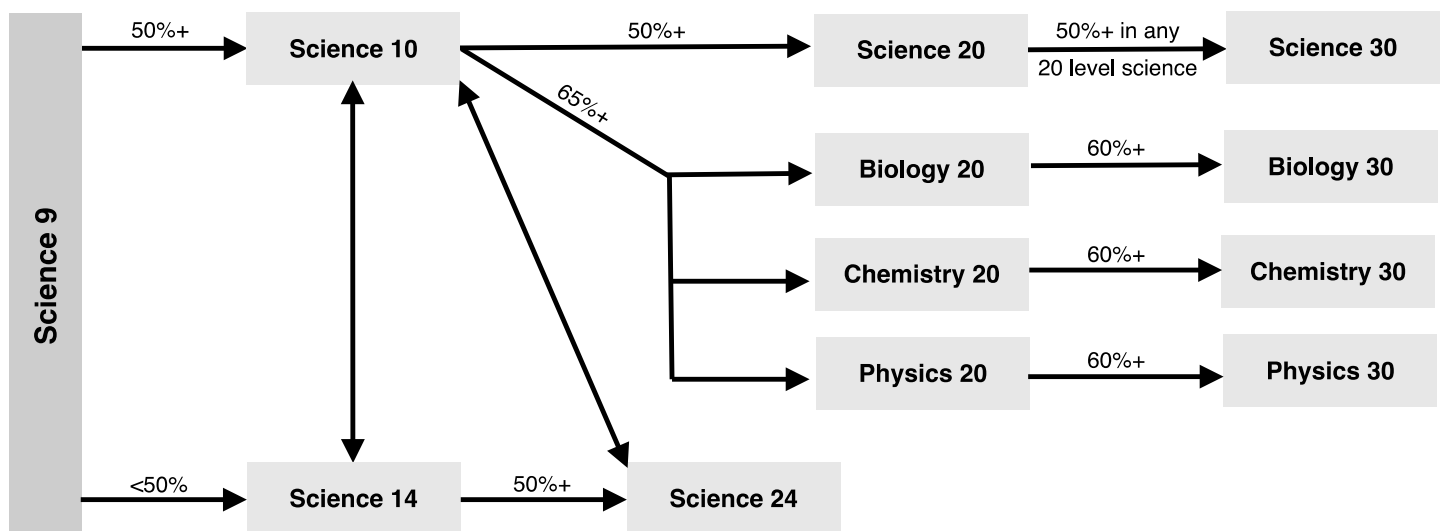 Science 9
50%+
Science 10
50%+
Science 20
50%+ in any
20 level science
Science 30
65%+
Biology 20
60%+
Biology 30
Chemistry 20
60%+
Chemistry 30
Physics 20
60%+
Physics 30
<50%
Science 14
50%+
Science 24